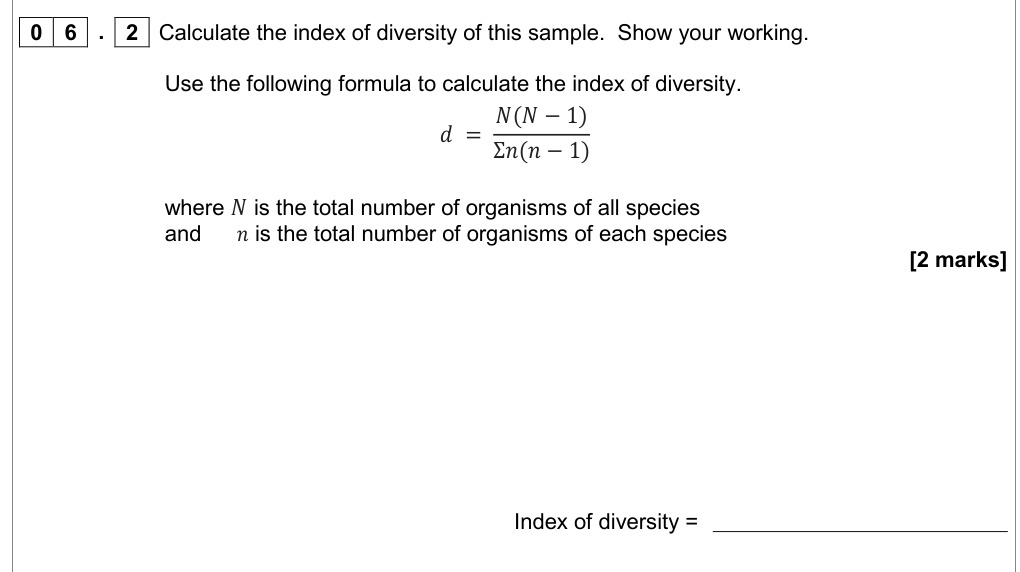 0 6 . 2 Calculate the index of diversity of this sample. Show your working.
Use the following formula to calculate the index of diversity.
d = N(N − 1)
Σn(n − 1)
where N is the total number of organisms of all species
and n is the total number of organisms of each species
[2 marks]
Index of diversity =